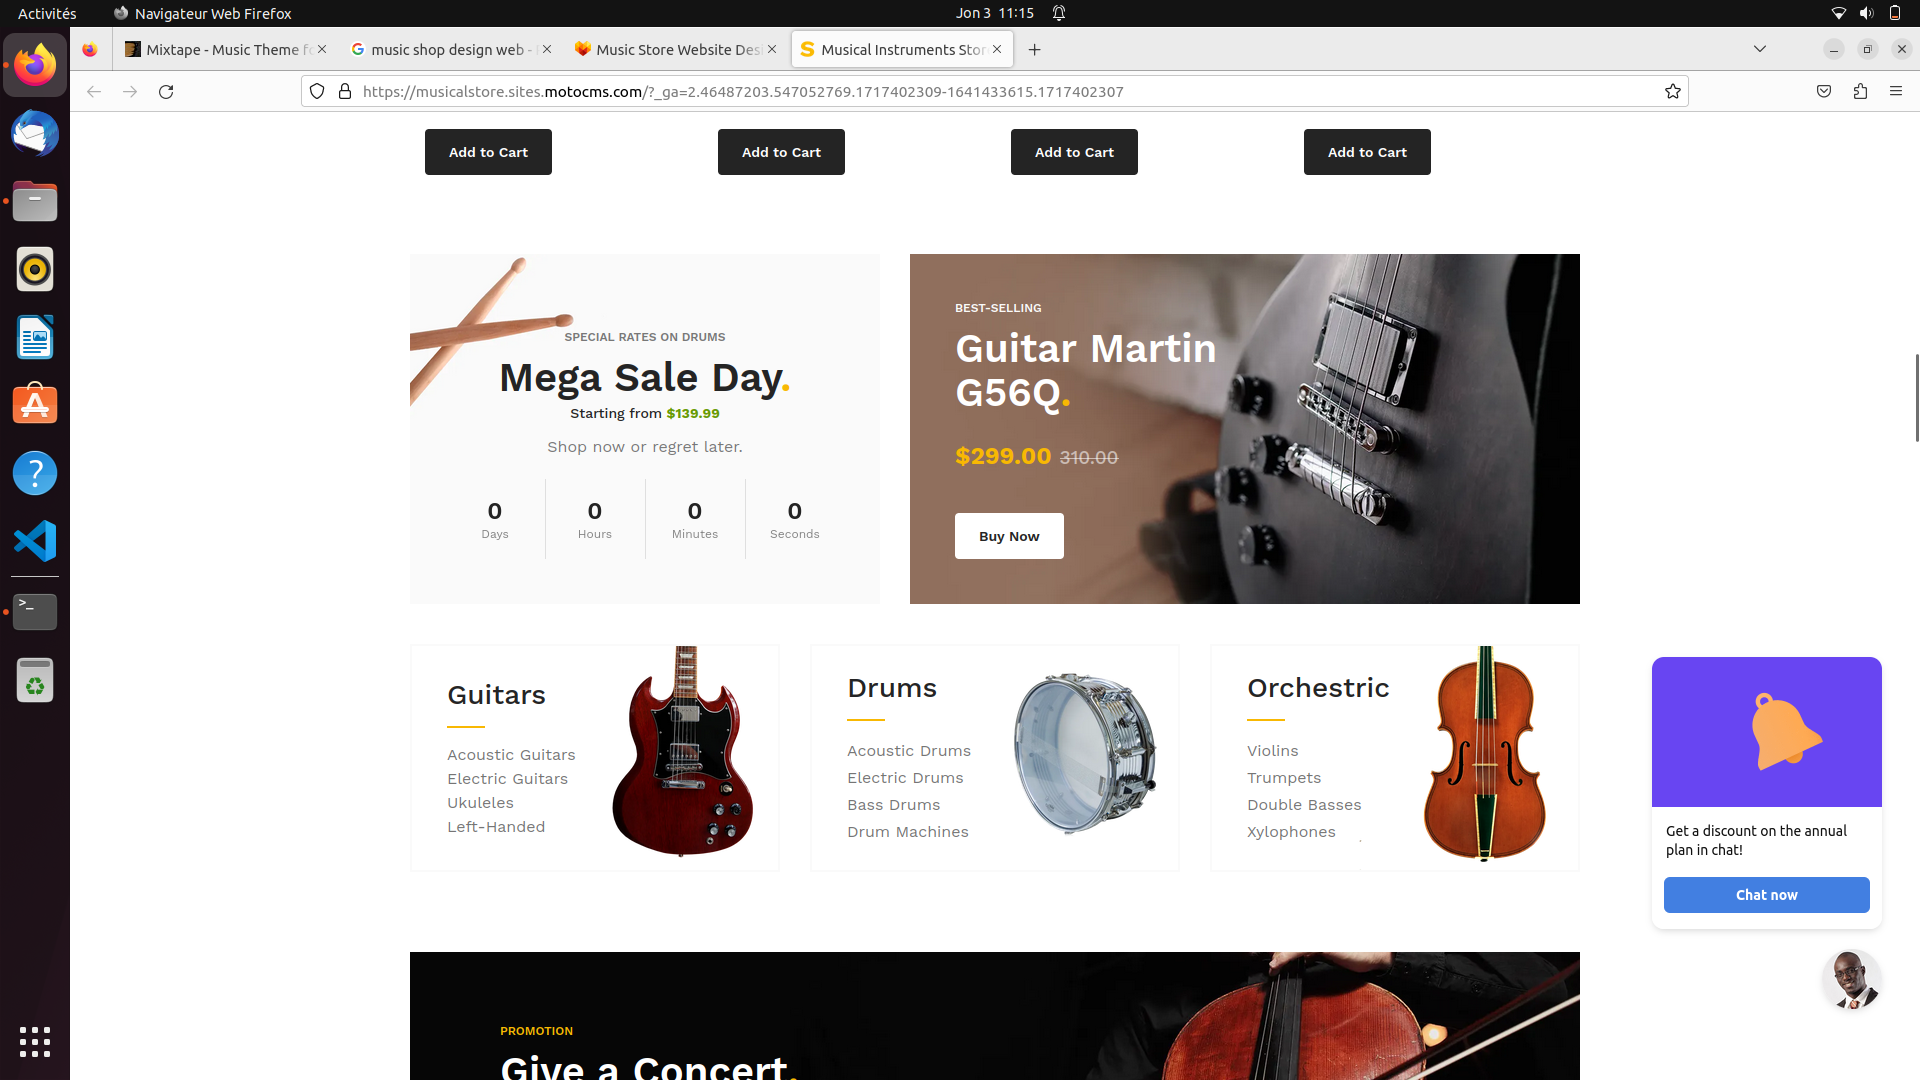 Activités
Navigateur Web Firefox
Jon 3 11:15
Mixtape - Music Theme fo
music shop design web -
Music Store Website Des
Musical Instruments Stor
https://musicalstore.sites.motocms.com/?_ga=2.46487203.547052769.1717402309-1641433615.1717402307
Add to Cart
Add to Cart
Add to Cart
Add to Cart
SPECIAL RATES ON DRUMS
Mega Sale Day.
Starting from $139.99
Shop now or regret later.
0
Days
0
Hours
0
Minutes
0
Seconds
BEST-SELLING
Guitar Martin
G56Q.
$299.00 310.00
Buy Now
Guitars
Acoustic Guitars
Electric Guitars
Ukuleles
Left-Handed
Drums
Acoustic Drums
Electric Drums
Bass Drums
Drum Machines
Orchestric
Violins
Trumpets
Double Basses
Xylophones
Get a discount on the annual
plan in chat!
Chat now
PROMOTION
Give a Concert.